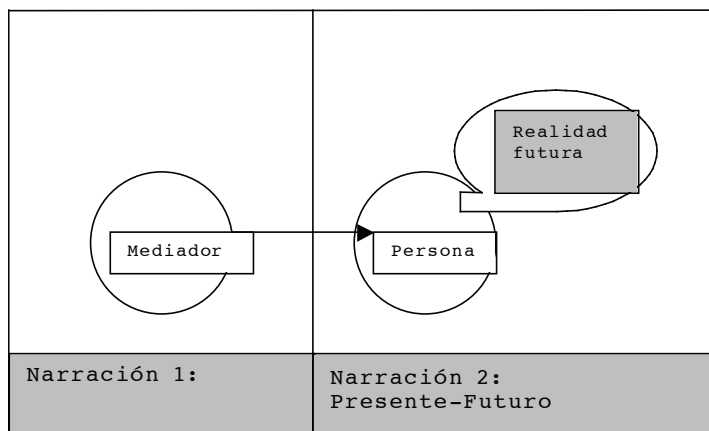 Realidad
futura
Mediador
Persona
Narración 1:
Narración 2:
Presente-Futuro